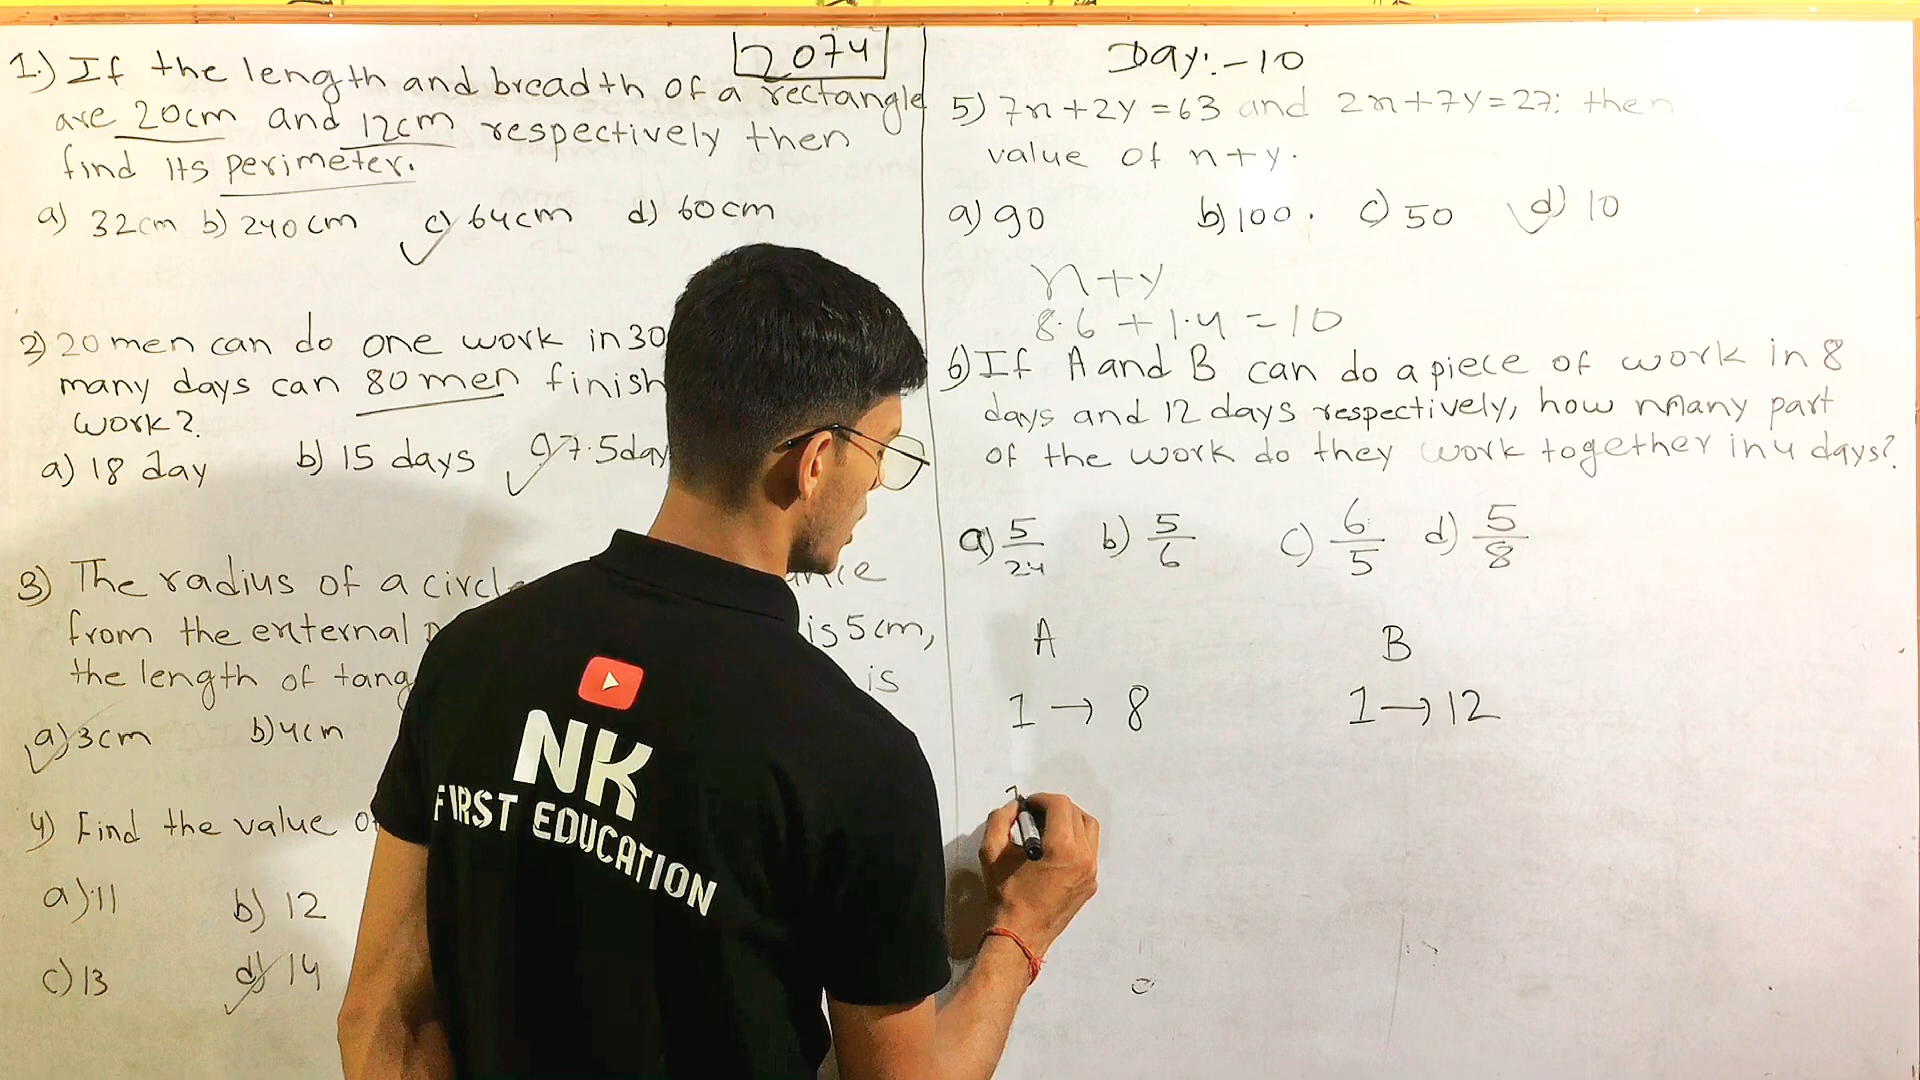 2074
1.) If the length and breadth of a rectangle
are 20cm and 12cm respectively then
find its perimeter.
a) 32cm b) 240cm c) 64cm d) 60cm
2) 20 men can do one work in 30
many days can 80 men finish
work?
a) 18 day b) 15 days c) 7.5day
3) The radius of a circle
from the external is 5cm,
the length of is
a) 3cm b) 4cm
4) Find the value
a) 11 b) 12
c) 13 d) 14
Day:-10
5) 7n+2y=63 and 2n+7y=27: then
value of n+y.
a) 90 b) 100. c) 50 d) 10
n+y
8.6+1.4=10
6) If A and B can do a piece of work in 8
days and 12 days respectively, how many part
of the work do they work together in 4 days?
a) 5/24 b) 5/6 c) 6/5 d) 5/8
A B
1→8 1→12
NK
FIRST EDUCATION